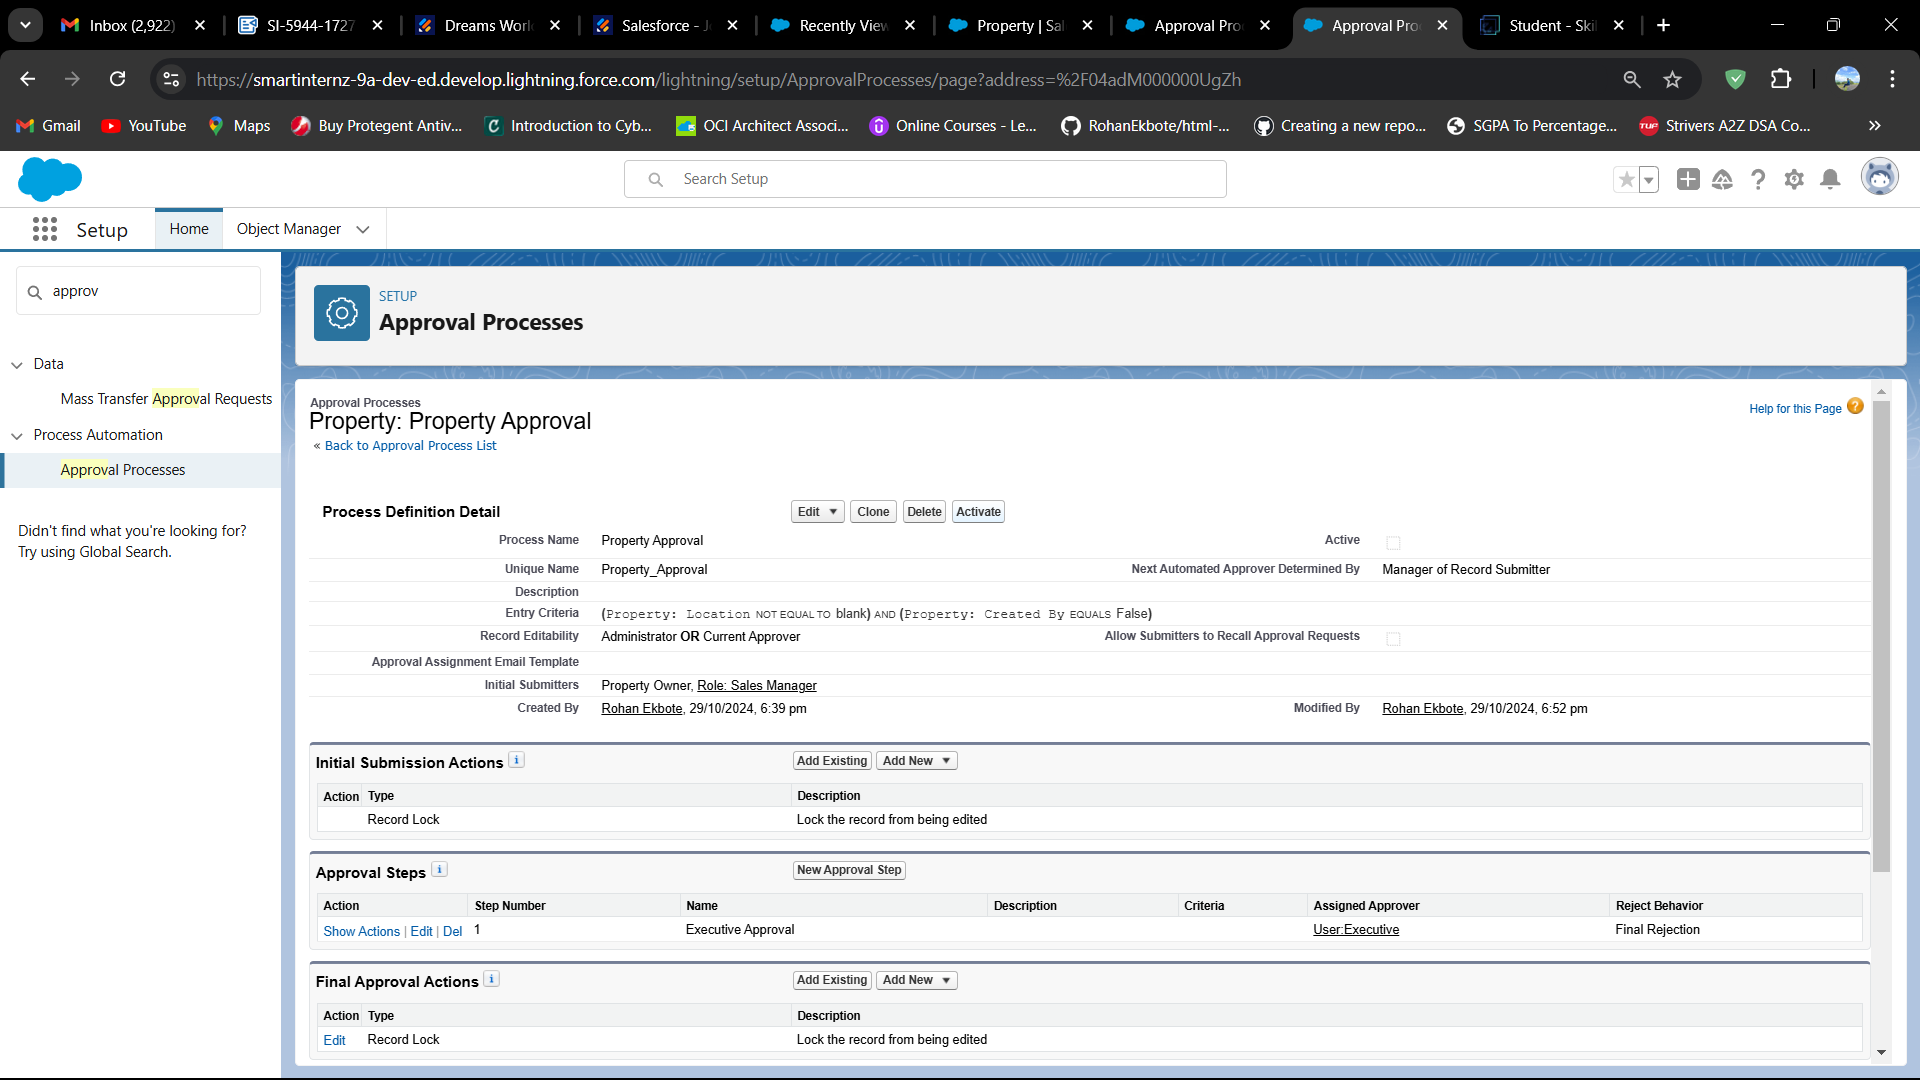 Inbox (2,922)
SI-5944-1727
Dreams Worl
Salesforce - J
Recently View
Property | Sal
Approval Pro
Approval Pro
Student - Skil
https://smartinternz-9a-dev-ed.develop.lightning.force.com/lightning/setup/ApprovalProcesses/page?address=%2F04adM000000UgZh
Gmail
YouTube
Maps
Buy Protegent Antiv...
Introduction to Cyb...
OCI Architect Associ...
Online Courses - Le...
RohanEkbote/html-...
Creating a new repo...
SGPA To Percentage...
TUF
Strivers A2Z DSA Co...
»
Search Setup
Setup
Home
Object Manager
approv
SETUP
Approval Processes
Data
Mass Transfer Approval Requests
Process Automation
Approval Processes
Didn't find what you're looking for?
Try using Global Search.
Approval Processes
Property: Property Approval
Help for this Page ?
« Back to Approval Process List
Process Definition Detail
Edit
Clone
Delete
Activate
Process Name Property Approval
Active
Unique Name Property_Approval
Next Automated Approver Determined By Manager of Record Submitter
Description
Entry Criteria (Property: Location NOT EQUAL TO blank) AND (Property: Created By EQUALS False)
Record Editability Administrator OR Current Approver
Allow Submitters to Recall Approval Requests
Approval Assignment Email Template
Initial Submitters Property Owner, Role: Sales Manager
Created By Rohan Ekbote, 29/10/2024, 6:39 pm
Modified By Rohan Ekbote, 29/10/2024, 6:52 pm
Initial Submission Actions i
Add Existing
Add New
Action Type Description
Record Lock Lock the record from being edited
Approval Steps i
New Approval Step
Action Step Number Name Description Criteria Assigned Approver Reject Behavior
Show Actions | Edit | Del 1 Executive Approval User:Executive Final Rejection
Final Approval Actions i
Add Existing
Add New
Action Type Description
Edit Record Lock Lock the record from being edited